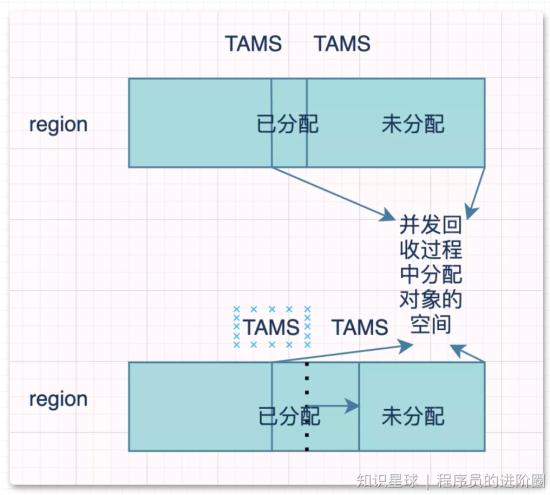 TAMS TAMS
region
已分配 未分配
并发回
收过程
中分配
对象的
空间
TAMS TAMS
region
已分配 未分配
知识星球 | 程序员的进阶圈